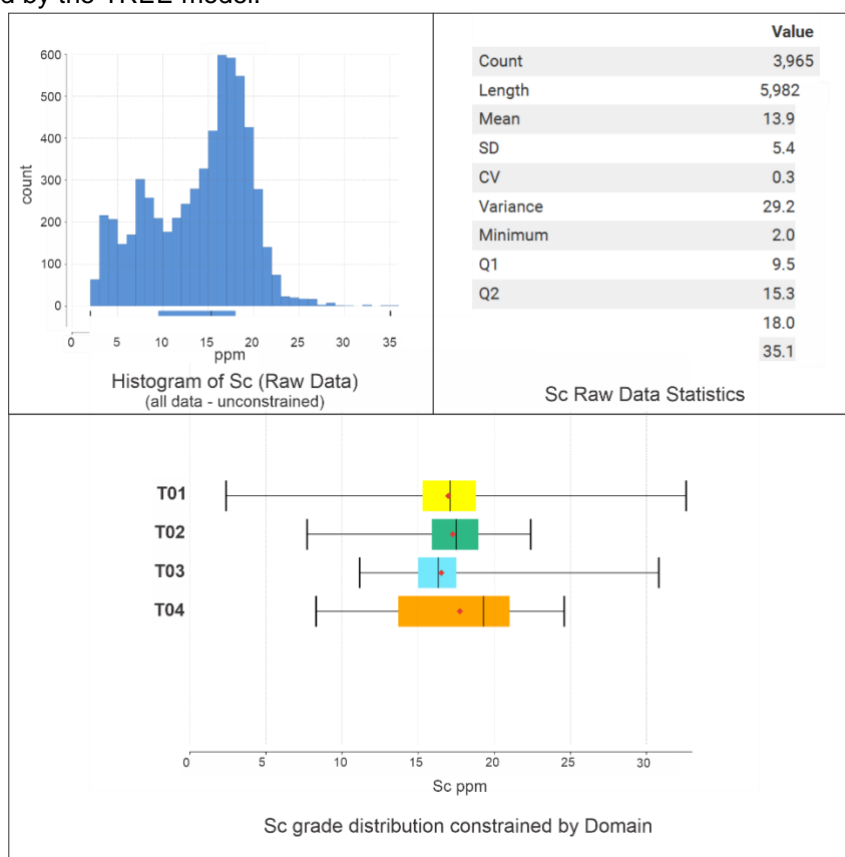 d by the TREE model.
600
500
400
300
200
100
0
count
0 5 10 15 20 25 30 35
ppm
Histogram of Sc (Raw Data)
(all data - unconstrained)
Value
Count 3,965
Length 5,982
Mean 13.9
SD 5.4
CV 0.3
Variance 29.2
Minimum 2.0
Q1 9.5
Q2 15.3
18.0
35.1
Sc Raw Data Statistics
T01
T02
T03
T04
0 5 10 15 20 25 30
Sc ppm
Sc grade distribution constrained by Domain